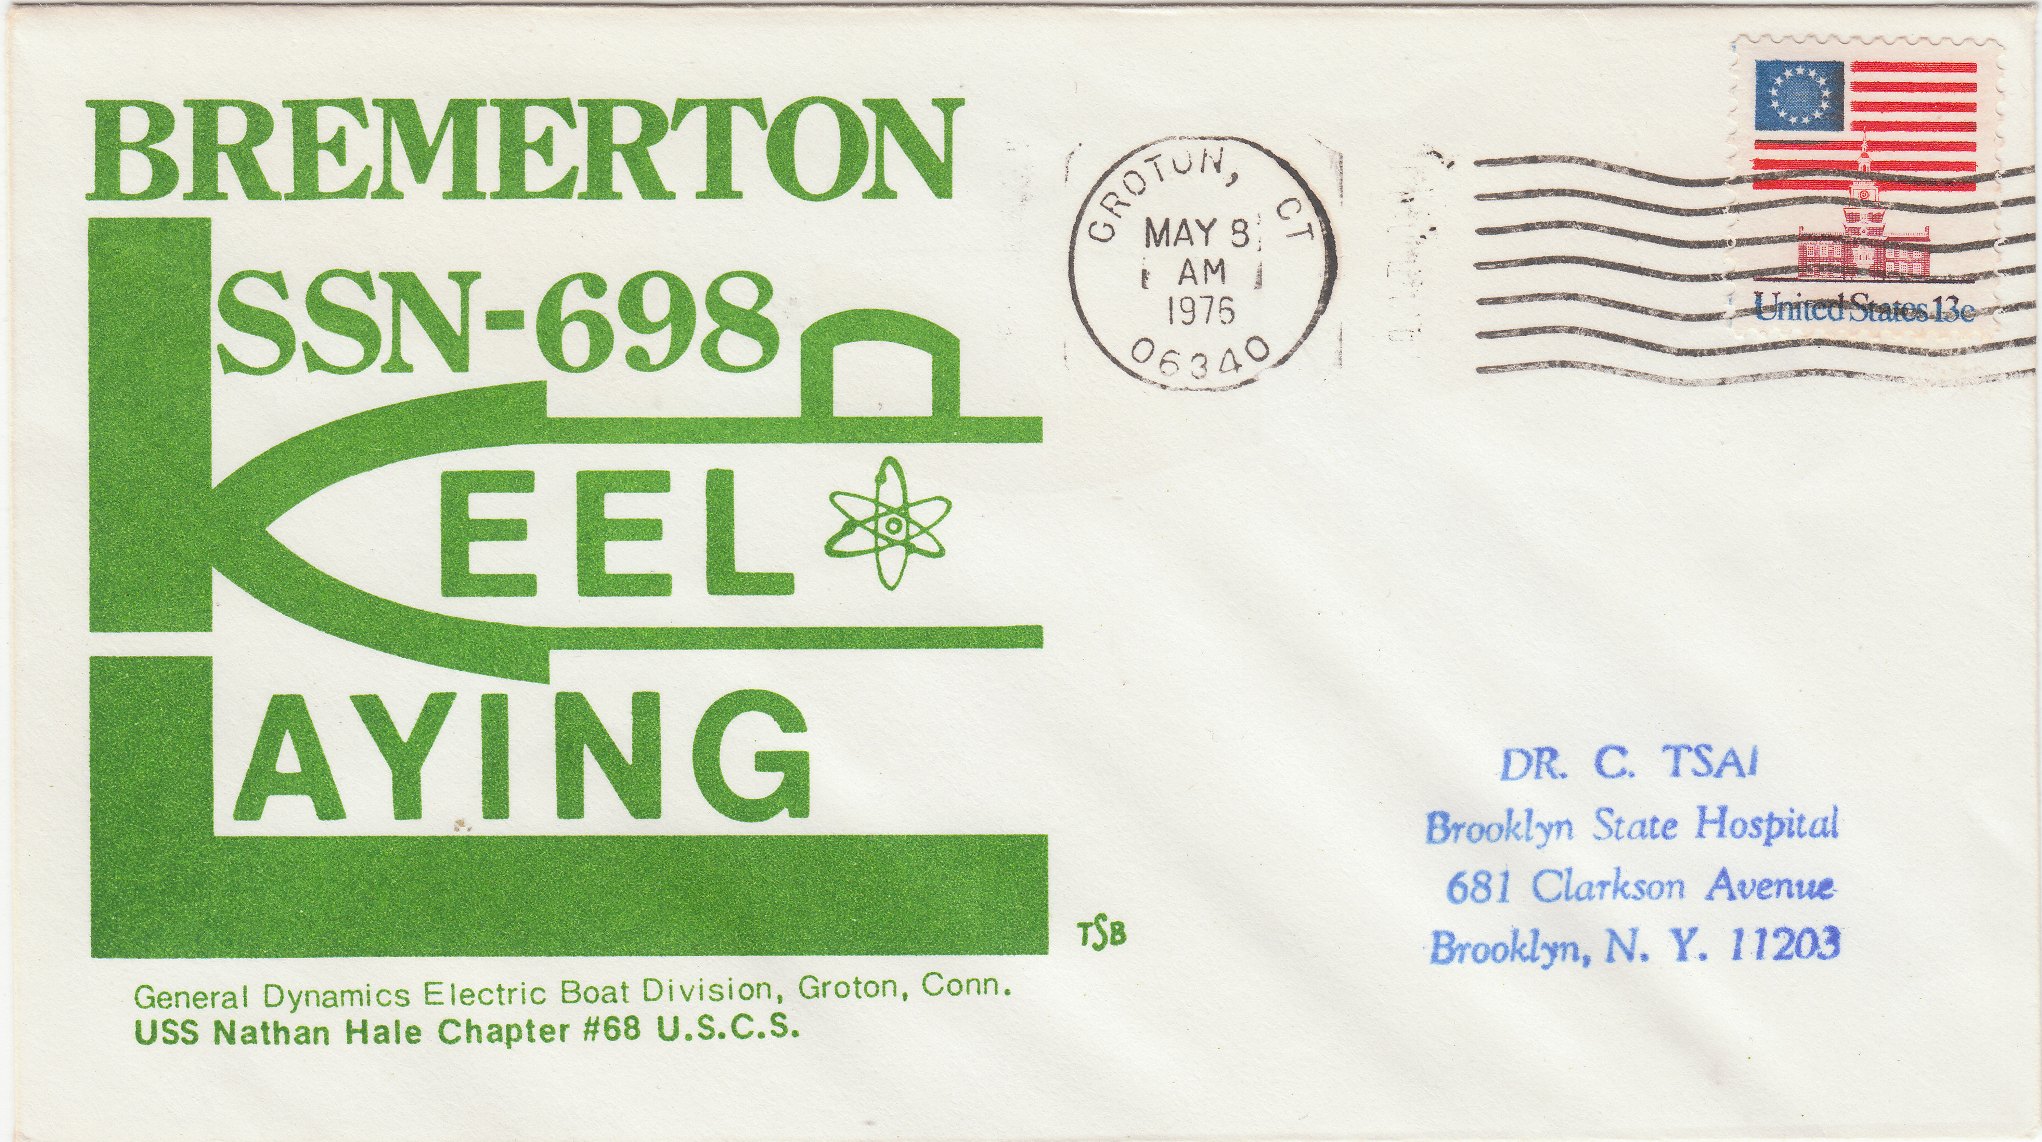 BREMERTON
SSN-698
KEEL
LAYING
TSB
General Dynamics Electric Boat Division, Groton, Conn.
USS Nathan Hale Chapter #68 U.S.C.S.
GROTON, CT
MAY 8
AM
1976
06340
United States 13c
DR. C. TSAI
Brooklyn State Hospital
681 Clarkson Avenue
Brooklyn, N. Y. 11203